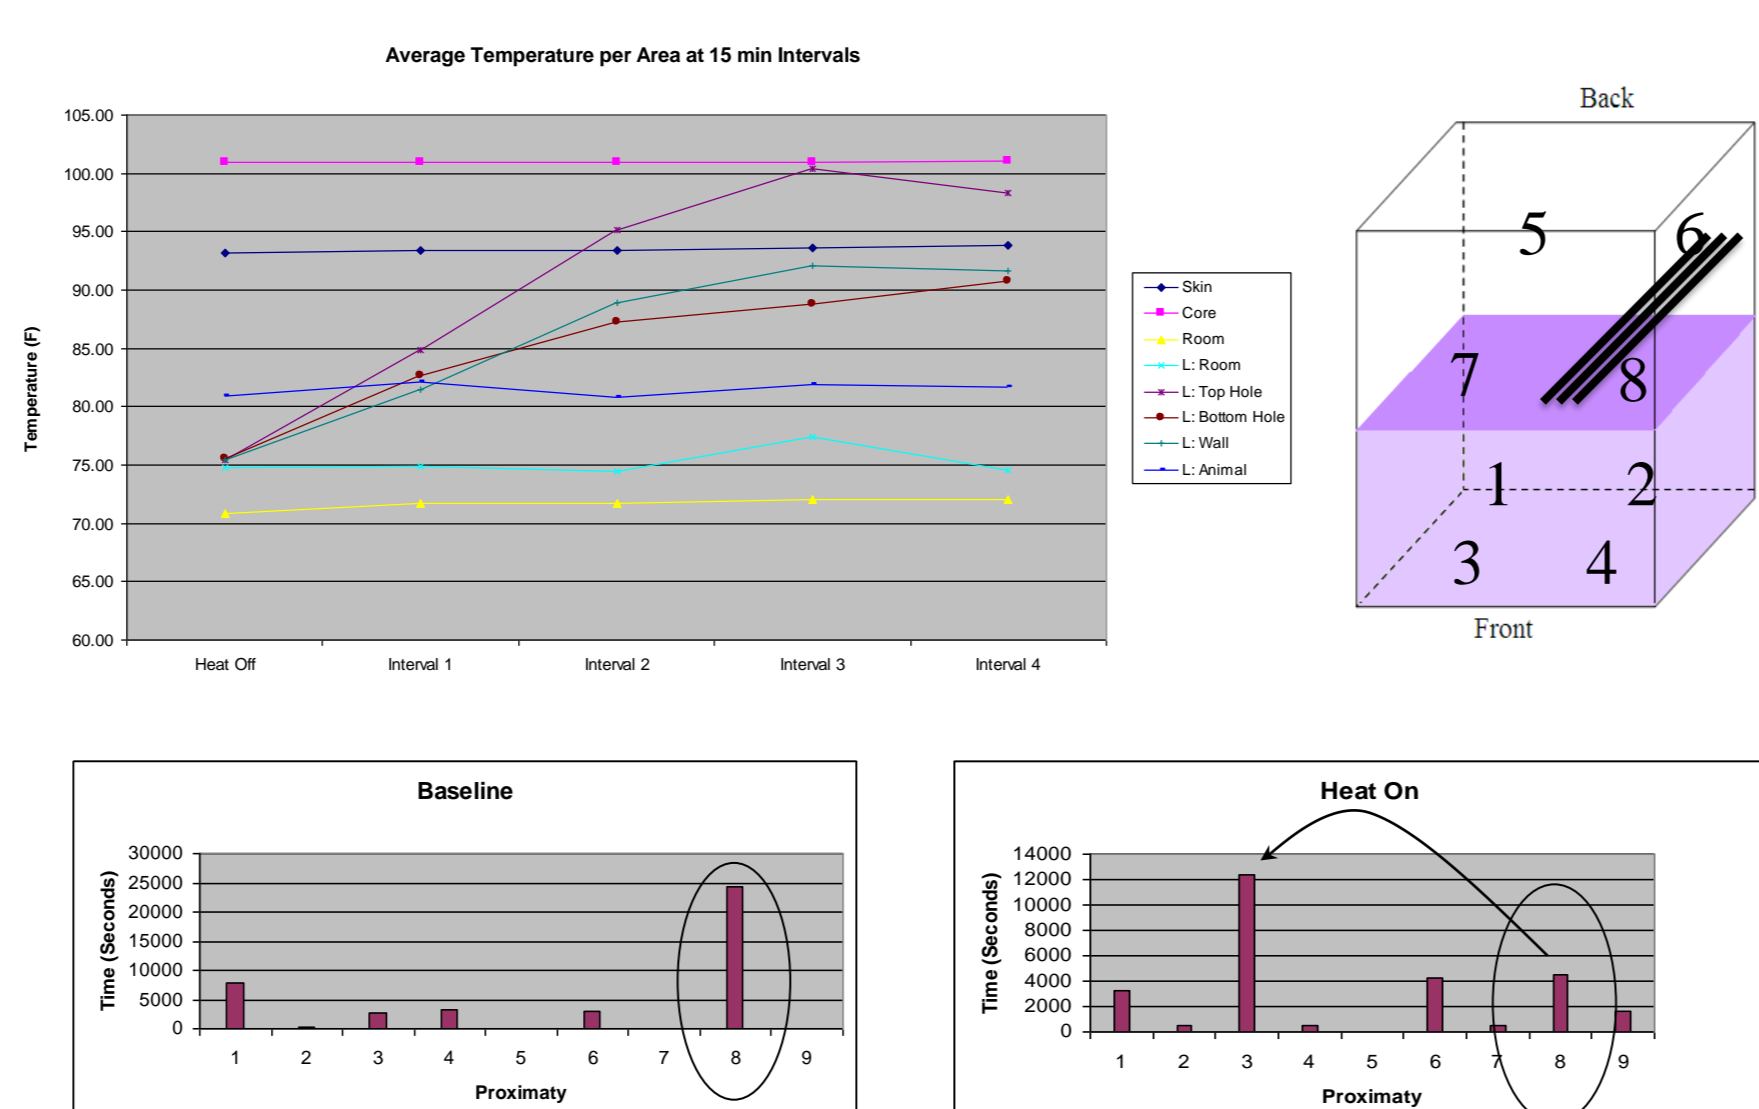 Average Temperature per Area at 15 min Intervals
105.00
100.00
95.00
90.00
85.00
80.00
75.00
70.00
65.00
60.00
Temperature (F)
Heat Off Interval 1 Interval 2 Interval 3 Interval 4
Skin
Core
Room
L: Room
L: Top Hole
L: Bottom Hole
L: Wall
L: Animal
Back
5 6
7 8
1 2
3 4
Front
Baseline
30000
25000
20000
15000
10000
5000
0
Time (Seconds)
1 2 3 4 5 6 7 8 9
Proximaty
Heat On
14000
12000
10000
8000
6000
4000
2000
0
Time (Seconds)
1 2 3 4 5 6 7 8 9
Proximaty